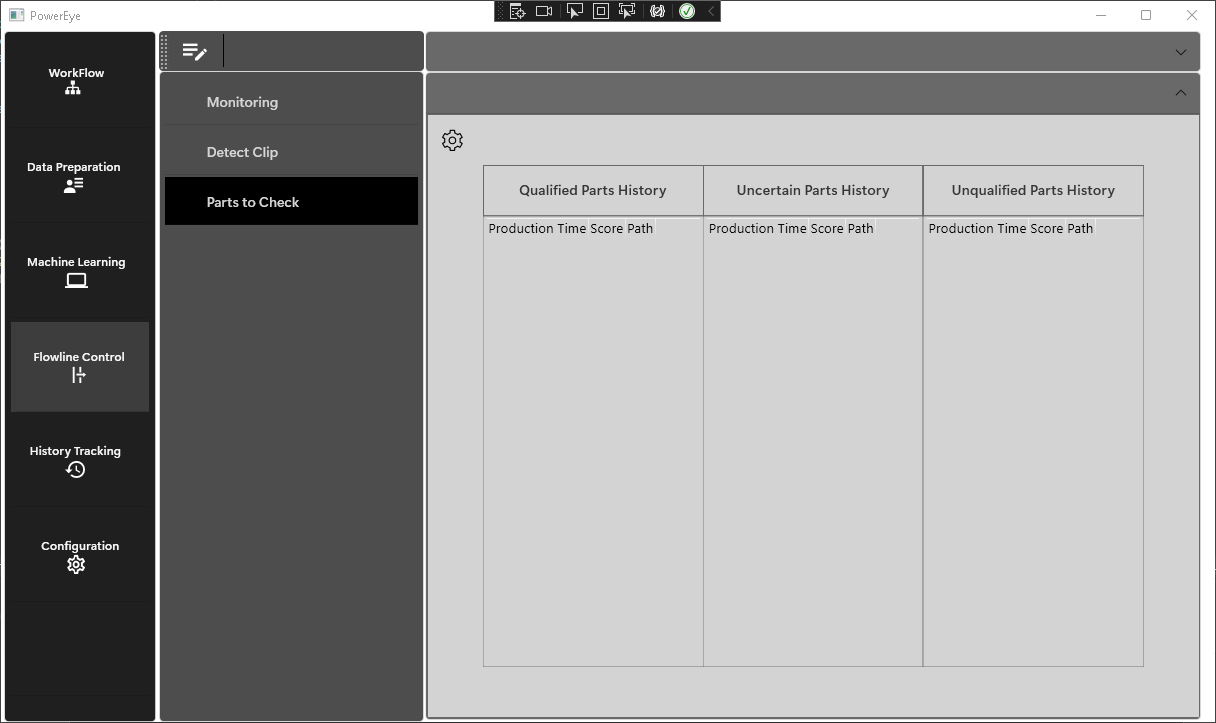 PowerEye
WorkFlow
Data Preparation
Machine Learning
Flowline Control
History Tracking
Configuration
Monitoring
Detect Clip
Parts to Check
Qualified Parts History
Uncertain Parts History
Unqualified Parts History
Production Time Score Path
Production Time Score Path
Production Time Score Path